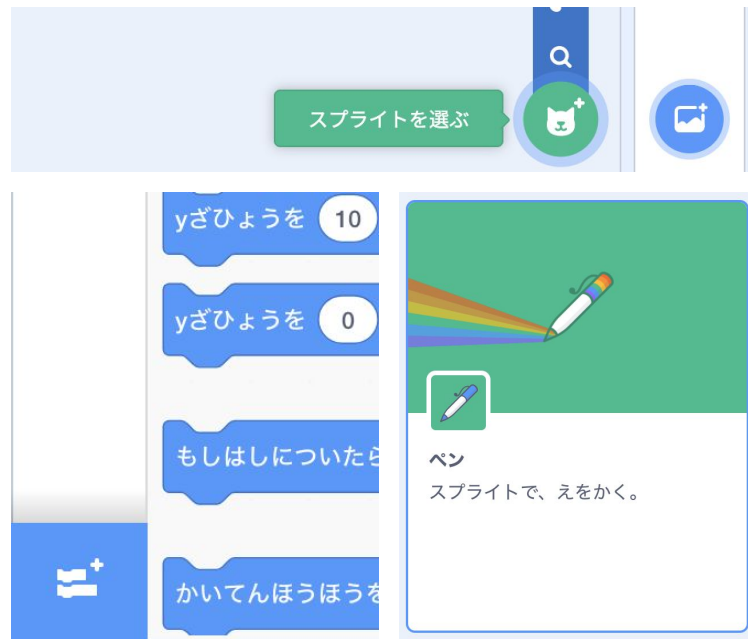 スプライトを選ぶ
yざひょうを 10
yざひょうを 0
もしはしについたら
かいてんほうほうを
ペン
スプライトで、えをかく。